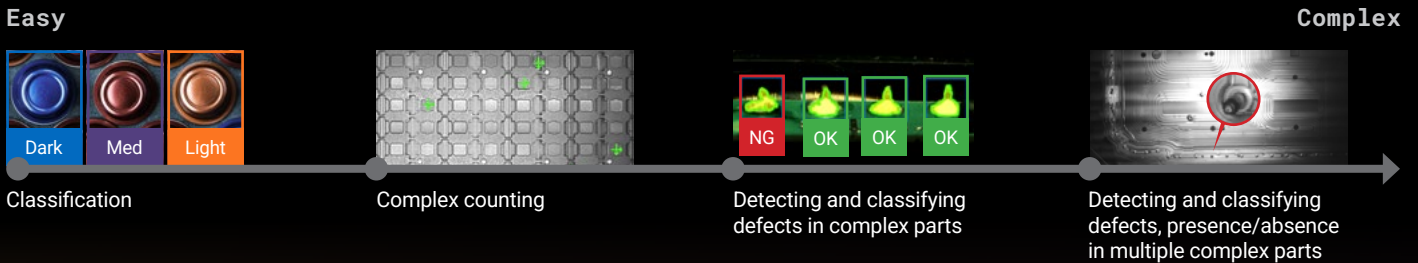 Easy
Complex
Dark
Med
Light
NG
OK
OK
OK
Classification
Complex counting
Detecting and classifying
defects in complex parts
Detecting and classifying
defects, presence/absence
in multiple complex parts